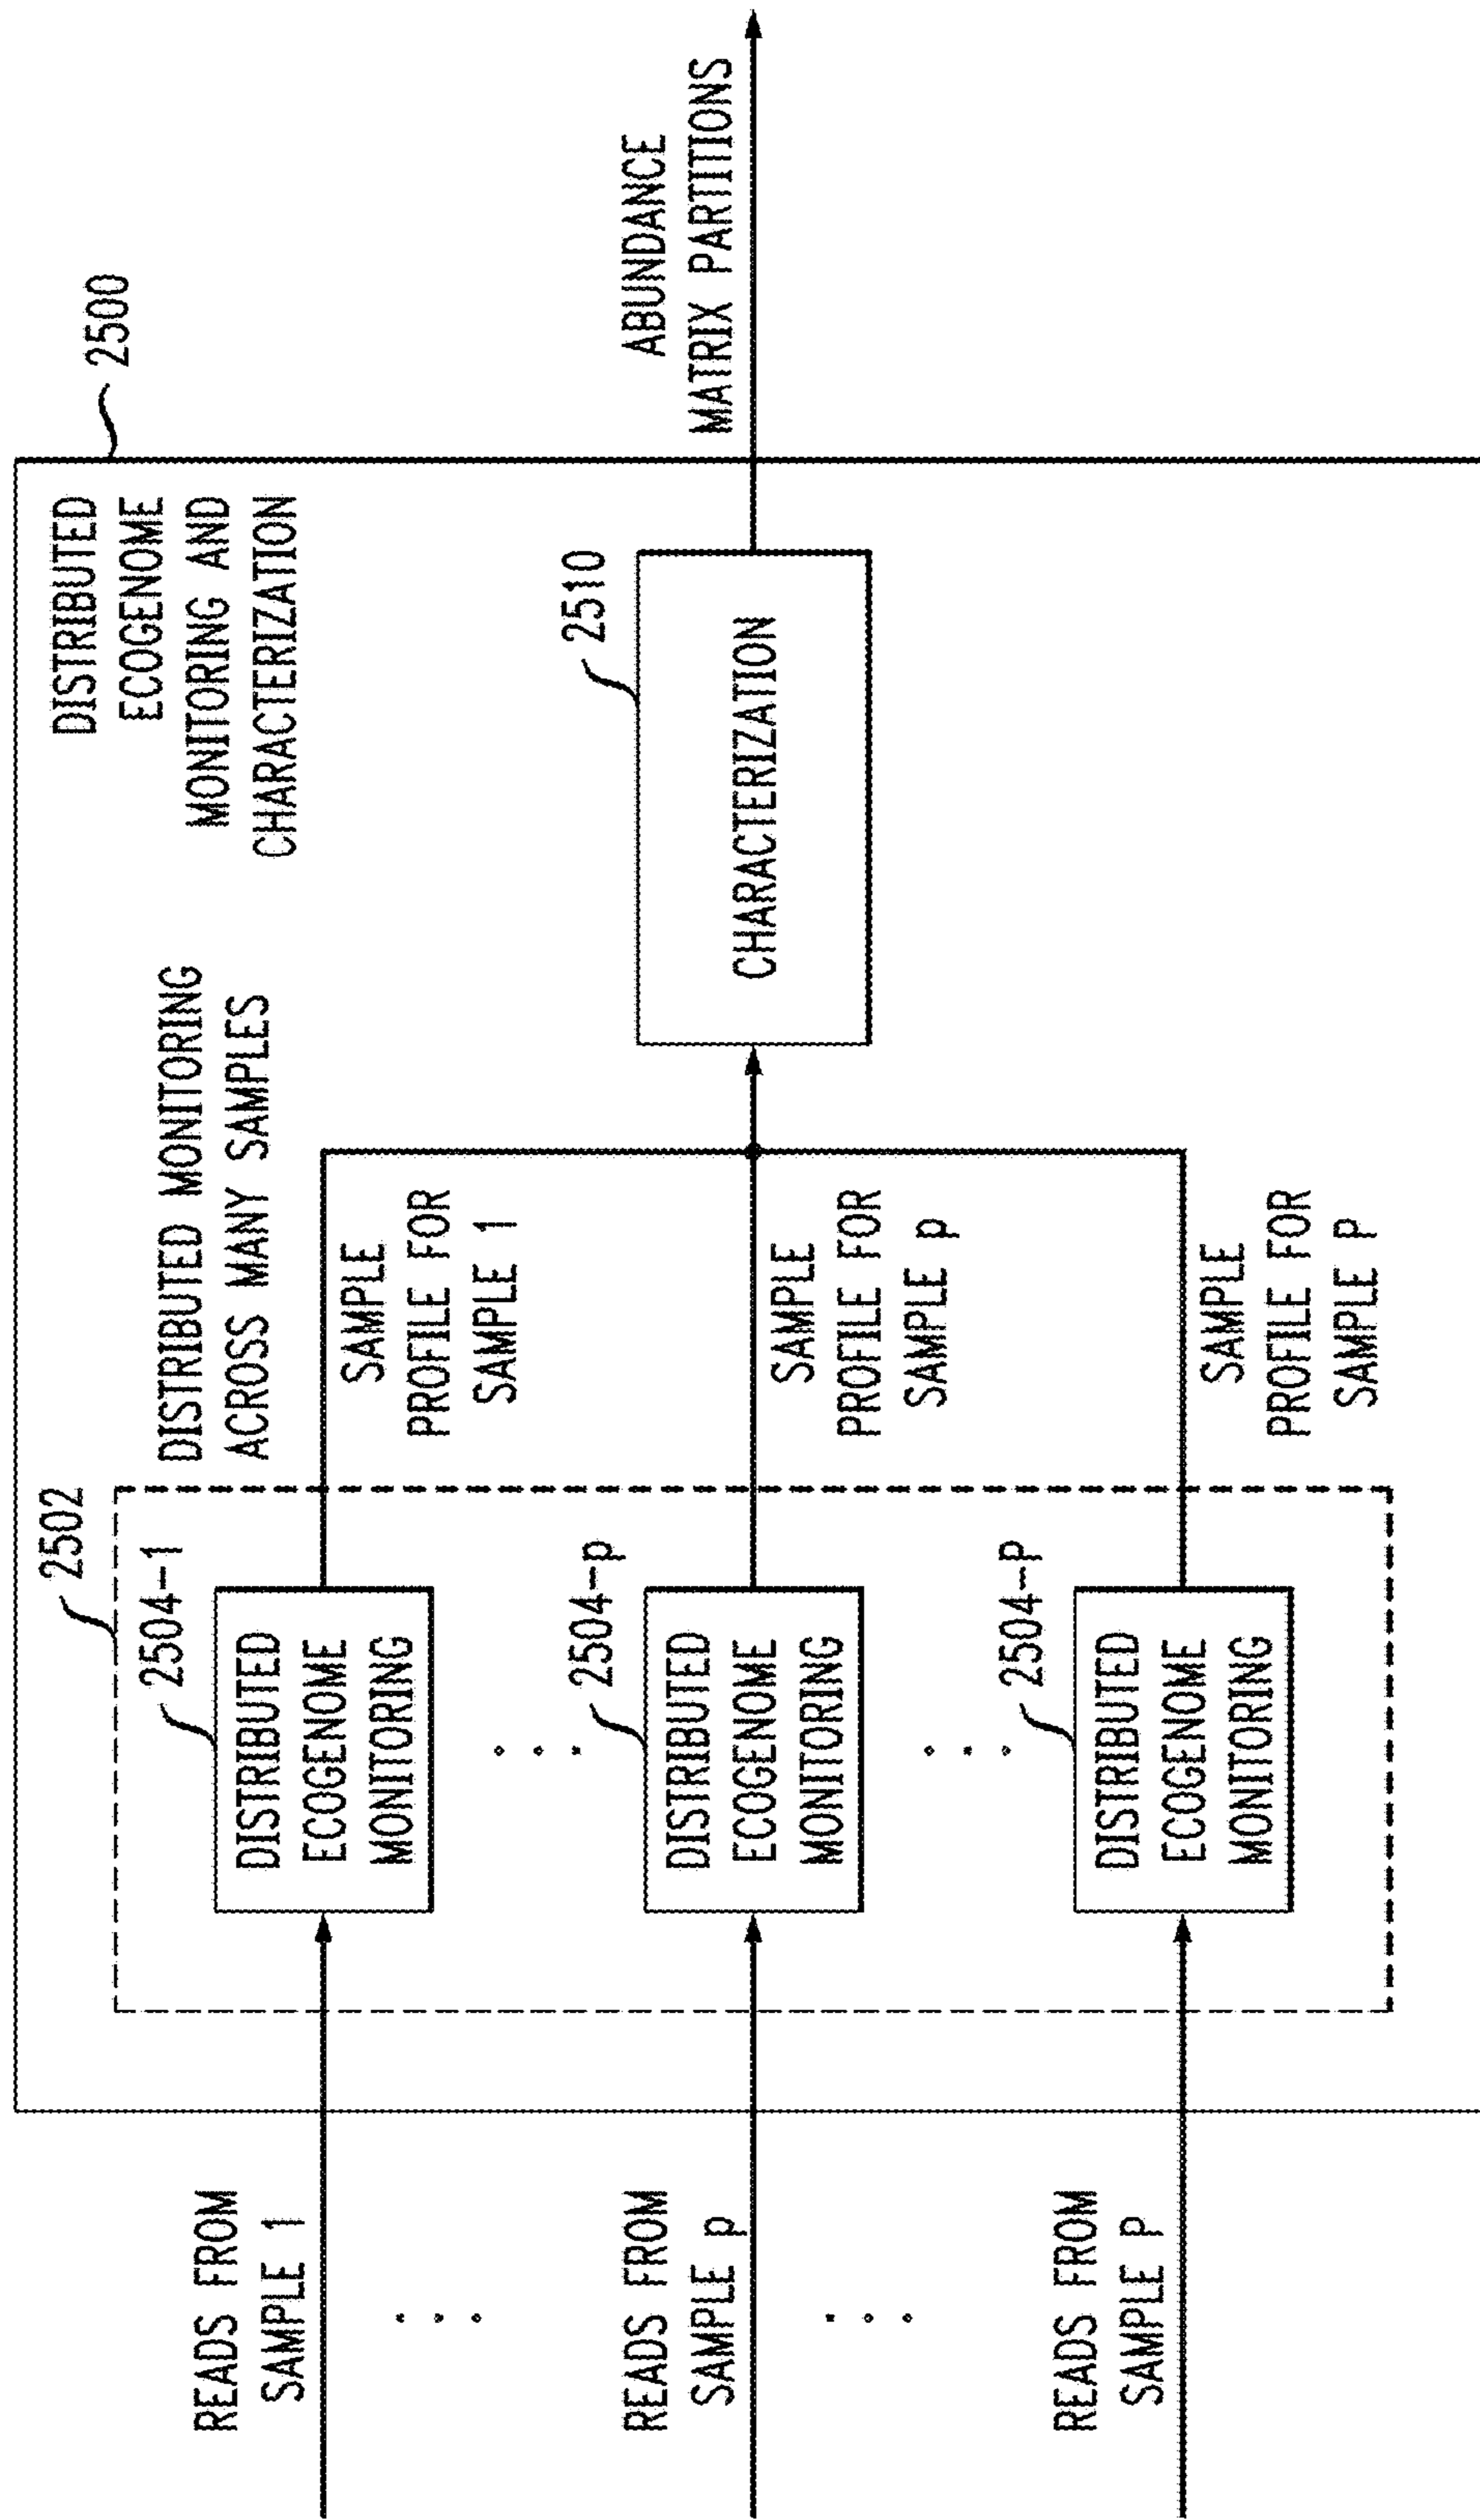 2500
DISTRIBUTED
ECOGENOME
MONITORING AND
CHARACTERIZATION
2502
DISTRIBUTED MONITORING
ACROSS MANY SAMPLES
READS FROM
SAMPLE 1
2504-1
DISTRIBUTED
ECOGENOME
MONITORING
SAMPLE
PROFILE FOR
SAMPLE 1
READS FROM
SAMPLE p
2504-p
DISTRIBUTED
ECOGENOME
MONITORING
SAMPLE
PROFILE FOR
SAMPLE p
2510
CHARACTERIZATION
ABUNDANCE
MATRIX PARTITIONS
READS FROM
SAMPLE P
2504-P
DISTRIBUTED
ECOGENOME
MONITORING
SAMPLE
PROFILE FOR
SAMPLE P